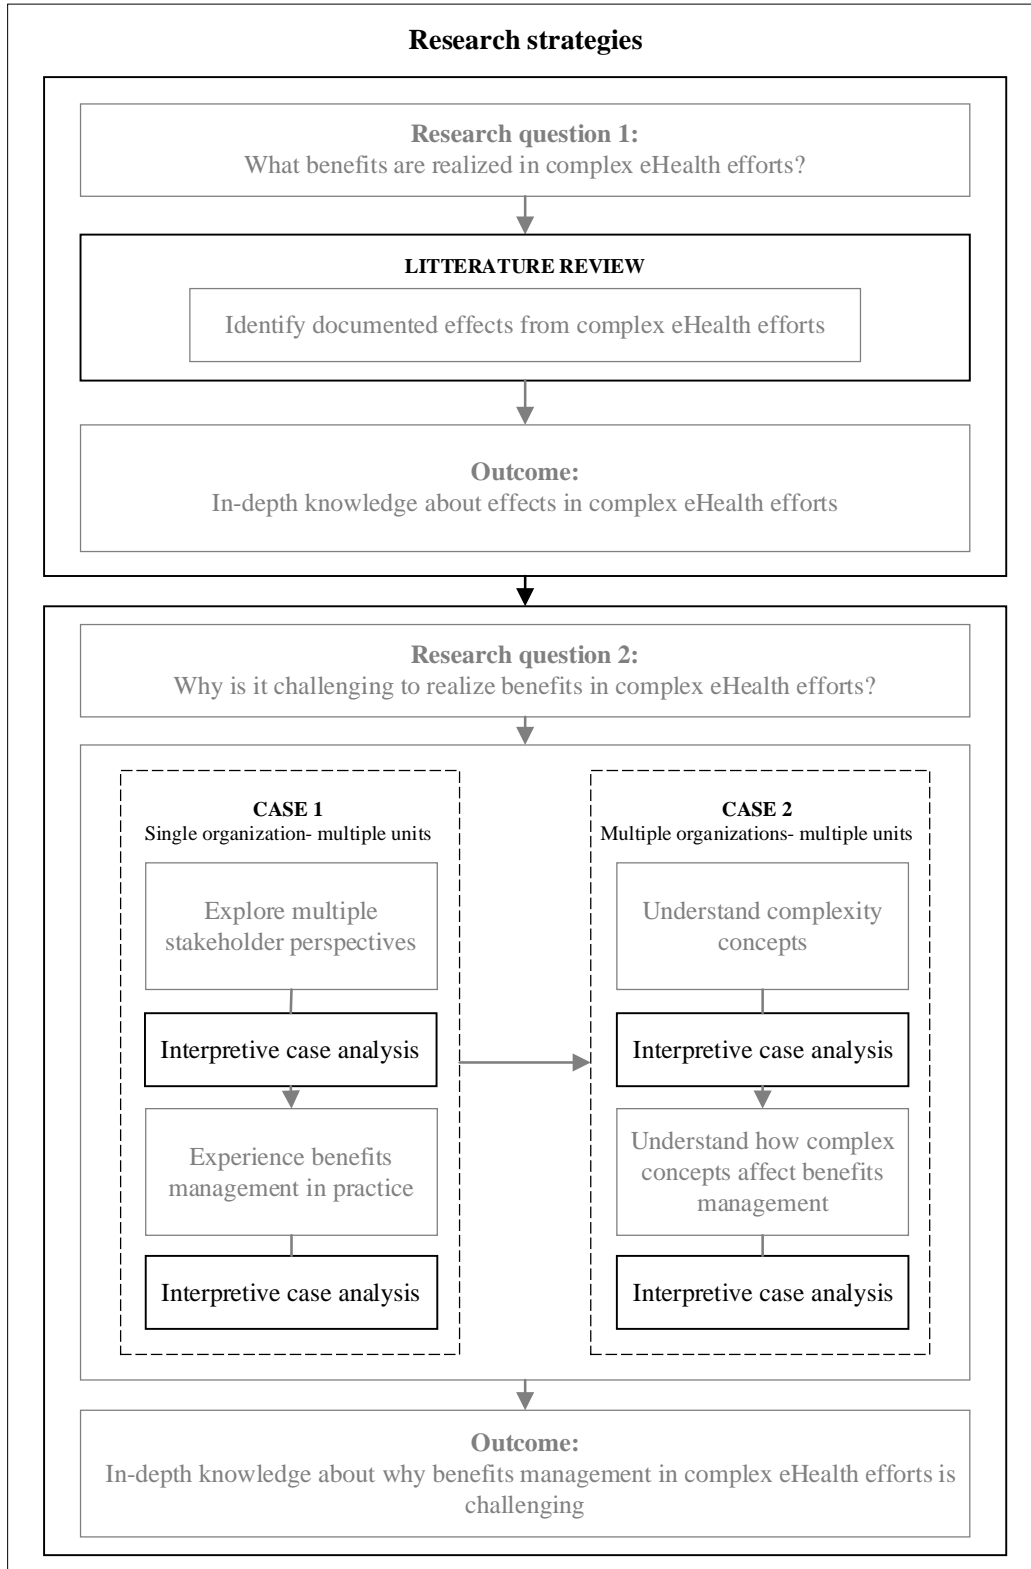 Research strategies
Research question 1:
What benefits are realized in complex eHealth efforts?
LITTERATURE REVIEW
Identify documented effects from complex eHealth efforts
Outcome:
In-depth knowledge about effects in complex eHealth efforts
Research question 2:
Why is it challenging to realize benefits in complex eHealth efforts?
CASE 1
Single organization- multiple units
Explore multiple
stakeholder perspectives
Interpretive case analysis
Experience benefits
management in practice
Interpretive case analysis
CASE 2
Multiple organizations- multiple units
Understand complexity
concepts
Interpretive case analysis
Understand how complex
concepts affect benefits
management
Interpretive case analysis
Outcome:
In-depth knowledge about why benefits management in complex eHealth efforts is
challenging